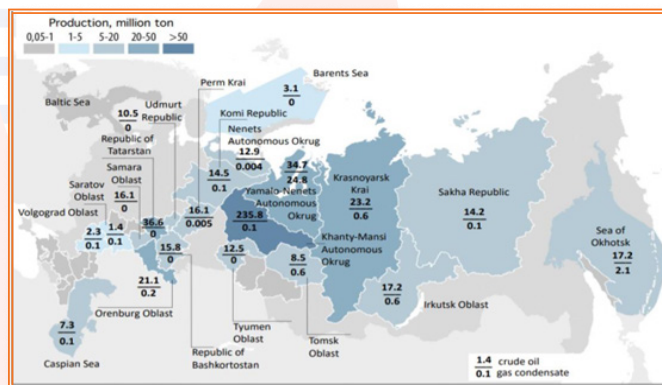 Production, million ton
0,05-1 1-5 5-20 20-50 >50
Barents Sea
3.1
0
Perm Krai
Baltic Sea
Udmurt
Republic
10.5
0
Komi Republic
Nenets
Autonomous Okrug
12.9
0.004
Republic of
Tatarstan
Samara
Oblast
16.1
0
Saratov
Oblast
Volgograd Oblast
2.3
0.1
1.4
0.1
36.6
0
14.5
0.1
16.1
0.005
34.7
24.8
Yamalo-Nenets
Autonomous
Okrug
235.8
0.1
Khanty-Mansi
Autonomous
Okrug
Krasnoyarsk
Krai
23.2
0.6
Sakha Republic
14.2
0.1
Sea of
Okhotsk
17.2
2.1
15.8
0
12.5
0
8.5
0.6
17.2
0.6
Irkutsk Oblast
21.1
0.2
Orenburg Oblast
7.3
0.1
Caspian Sea
Tyumen
Oblast
Tomsk
Oblast
Republic of
Bashkortostan
1.4 crude oil
0.1 gas condensate